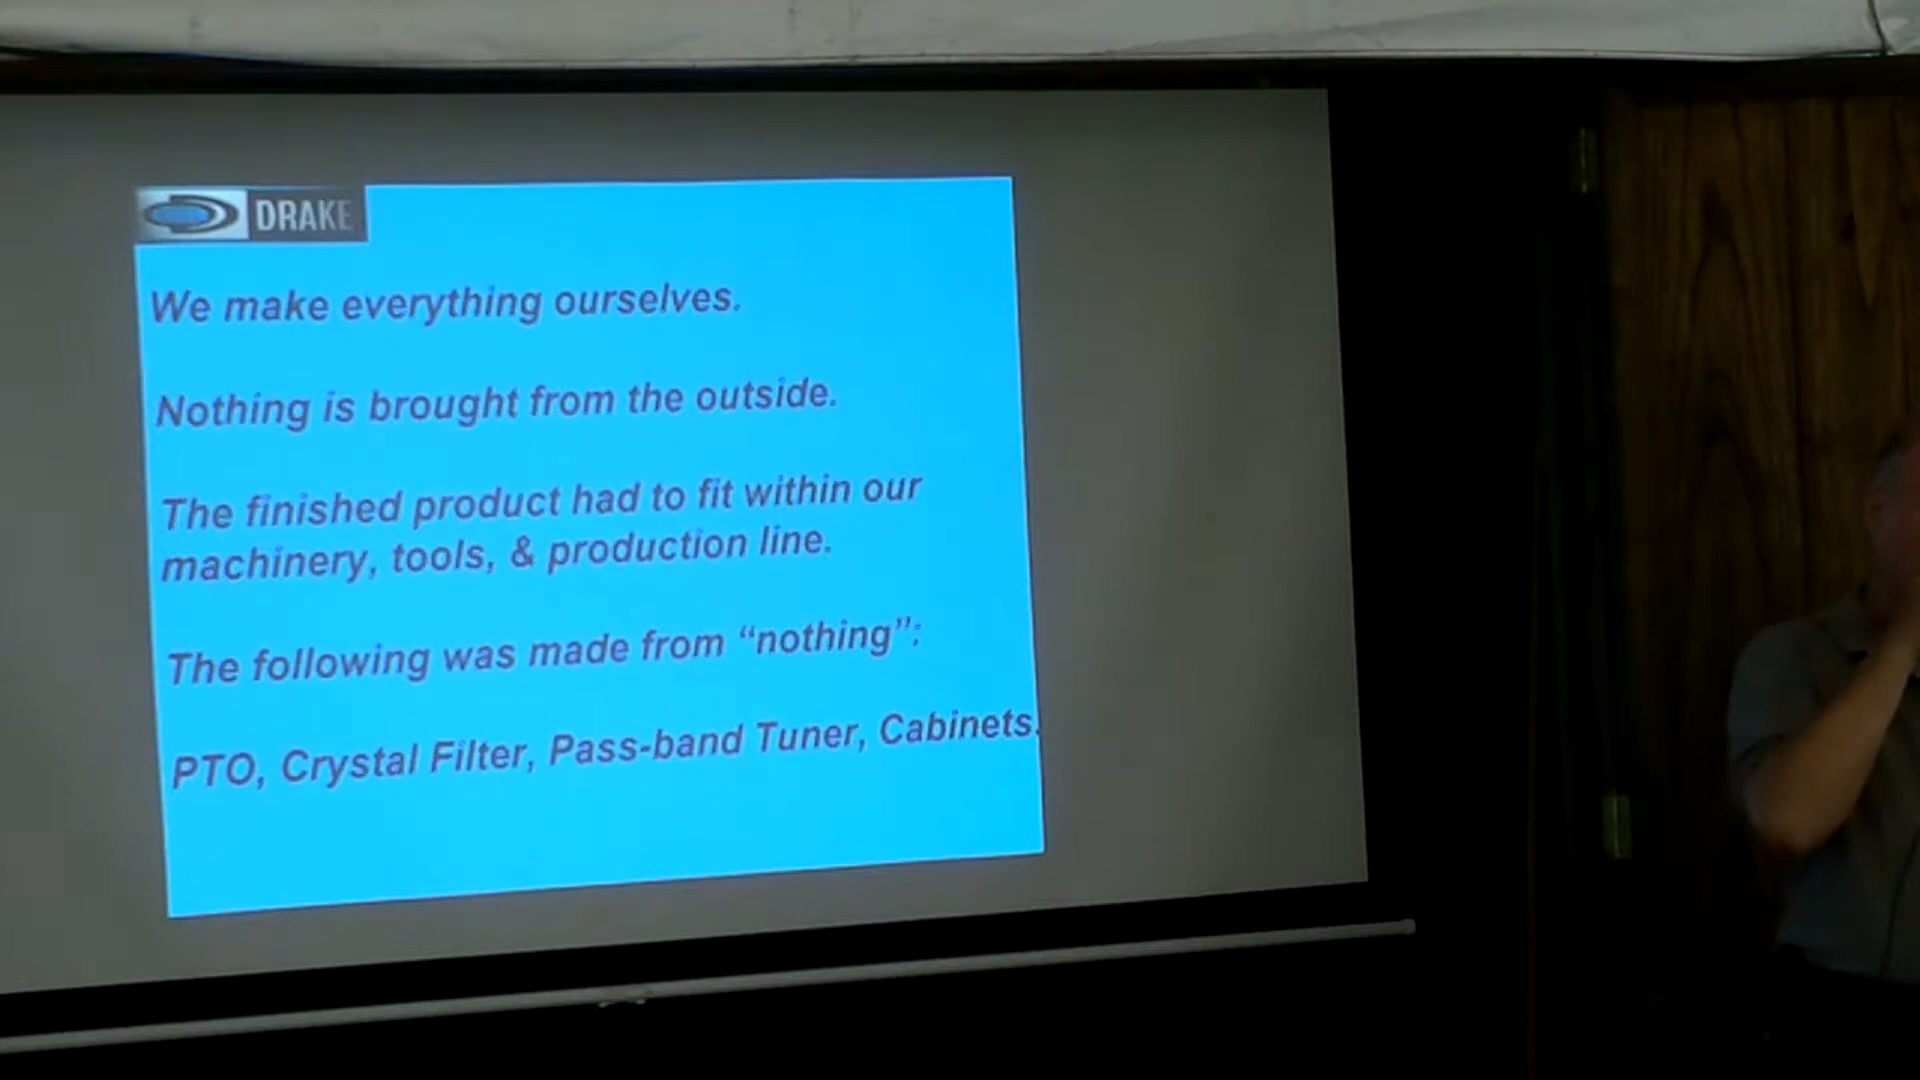 DRAKE
We make everything ourselves.
Nothing is brought from the outside.
The finished product had to fit within our
machinery, tools, & production line.
The following was made from “nothing”:
PTO, Crystal Filter, Pass-band Tuner, Cabinets.